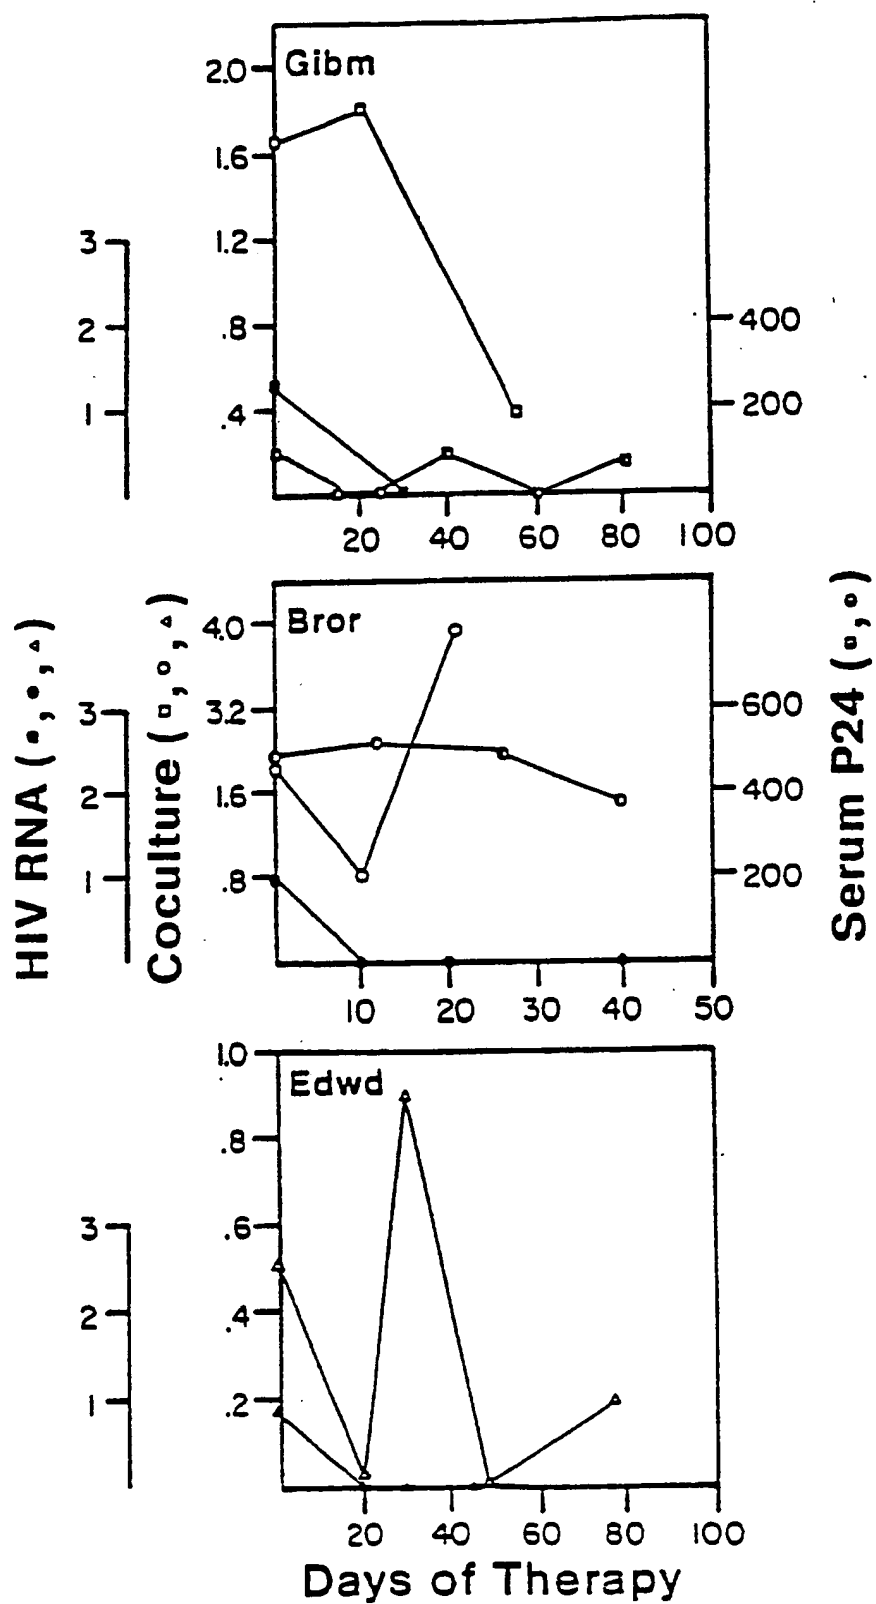 Gibm
2.0
1.6
1.2
.8
.4
3
2
1
400
200
20 40 60 80 100
Bror
4.0
3.2
1.6
.8
3
2
1
600
400
200
10 20 30 40 50
HIV RNA (▪,•,▵)
Coculture (▫,○,▵)
Serum P24 (▫,○)
Edwd
1.0
.8
.6
.4
.2
3
2
1
20 40 60 80 100
Days of Therapy